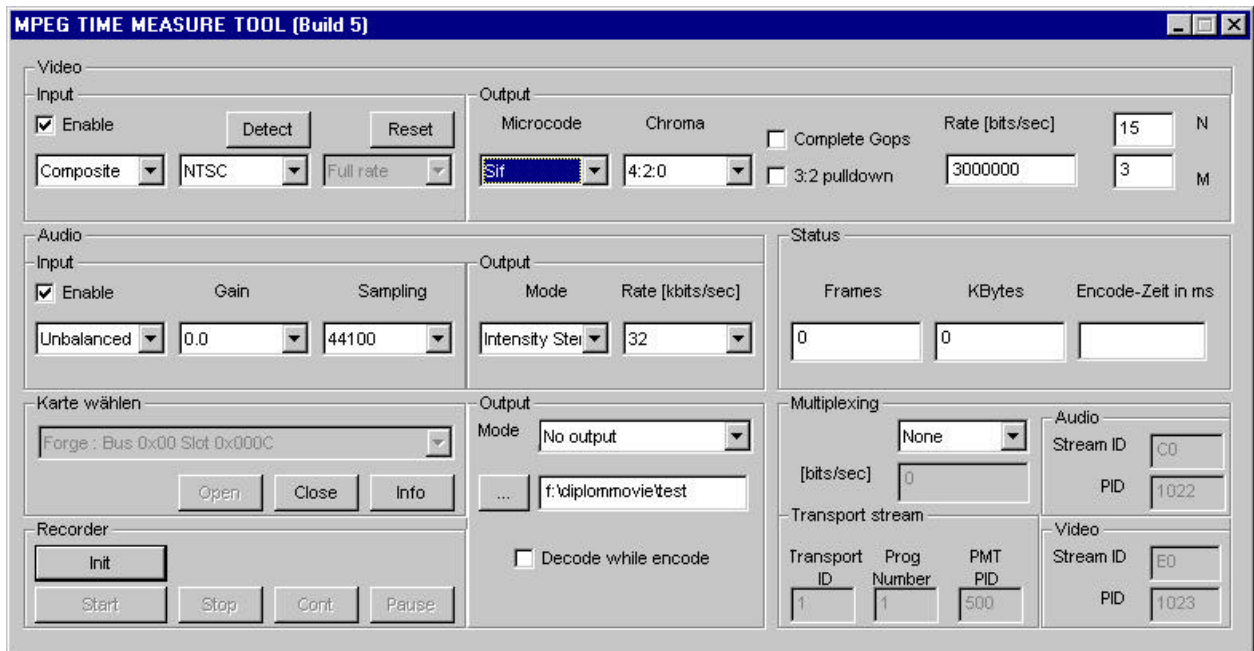 MPEG TIME MEASURE TOOL (Build 5)
Video
Input
Enable
Detect
Reset
Composite
NTSC
Full rate
Output
Microcode
Chroma
Sif
4:2:0
Complete Gops
3:2 pulldown
Rate [bits/sec]
3000000
15 N
3 M
Audio
Input
Enable
Gain
Sampling
Unbalanced
0.0
44100
Output
Mode
Rate [kbits/sec]
Intensity Ster
32
Status
Frames
KBytes
Encode-Zeit in ms
0
0
Karte wählen
Forge : Bus 0x00 Slot 0x000C
Open
Close
Info
Recorder
Init
Start
Stop
Cont
Pause
Output
Mode
No output
...
f:\diplommovie\test
Decode while encode
Multiplexing
None
[bits/sec]
0
Transport stream
Transport ID
Prog Number
PMT PID
1
1
500
Audio
Stream ID
C0
PID
1022
Video
Stream ID
E0
PID
1023